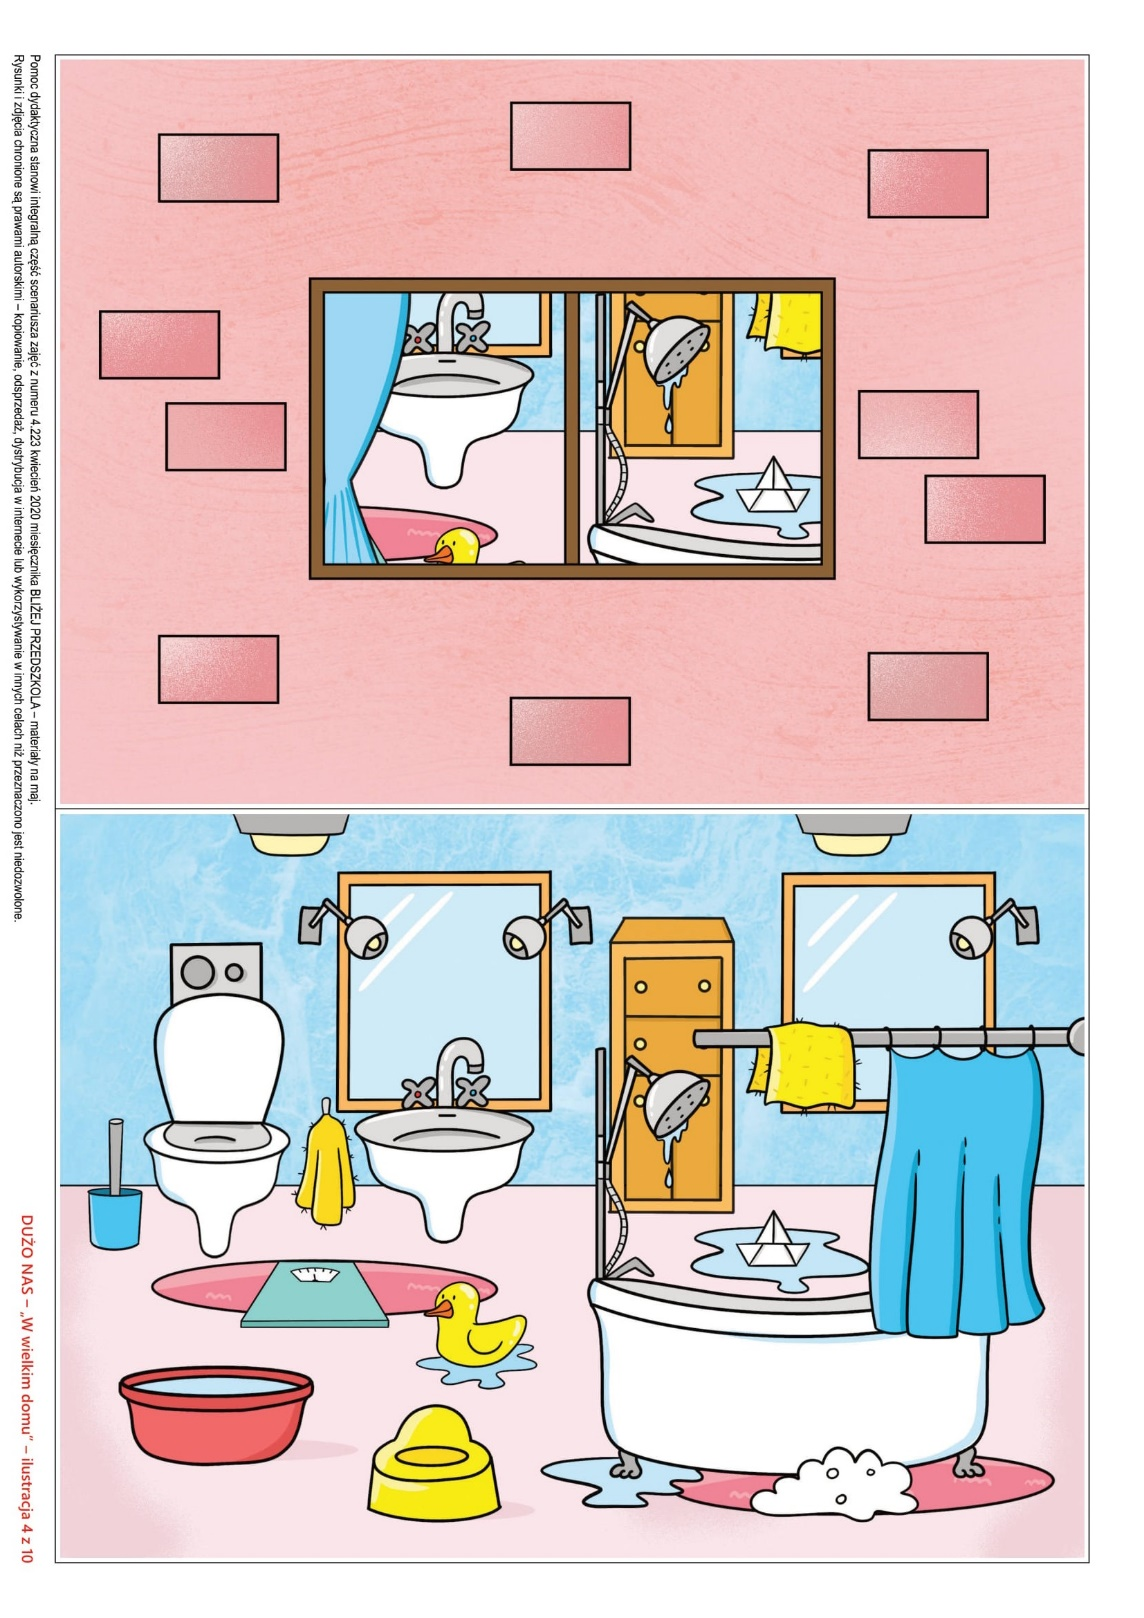 Pomoc dydaktyczna stanowi integralną część scenariusza zajęć z numeru 4.223 kwiecień 2020 miesięcznika BLIŻEJ PRZEDSZKOLA – materiały na maj.
Rysunki i zdjęcia chronione są prawami autorskimi – kopiowanie, odsprzedaż, dystrybucja w internecie lub wykorzystywanie w innych celach niż przeznaczono jest niedozwolone.
DUŻO NAS – „W wielkim domu” – ilustracja 4 z 10